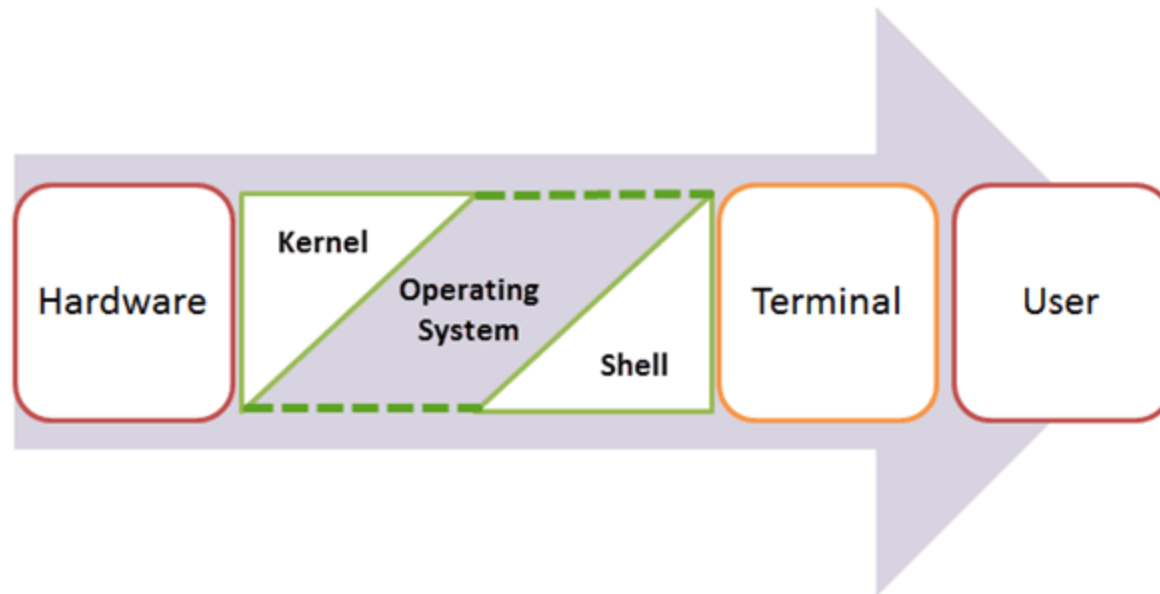 Hardware
Kernel
Operating
System
Shell
Terminal
User